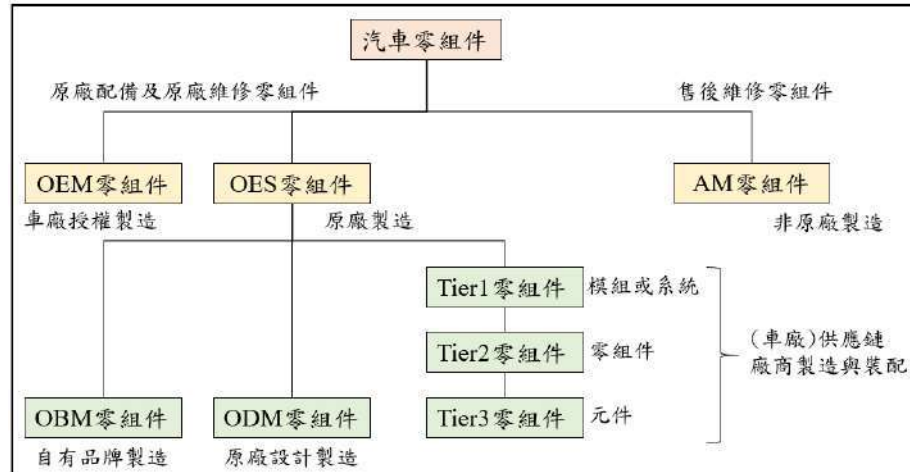 汽車零組件
原廠配備及原廠維修零組件
售後維修零組件
OEM零組件
OES零組件
AM零組件
車廠授權製造
原廠製造
非原廠製造
Tier1零組件
模組或系統
Tier2零組件
零組件
(車廠)供應鏈
廠商製造與裝配
Tier3零組件
元件
OBM零組件
ODM零組件
自有品牌製造
原廠設計製造